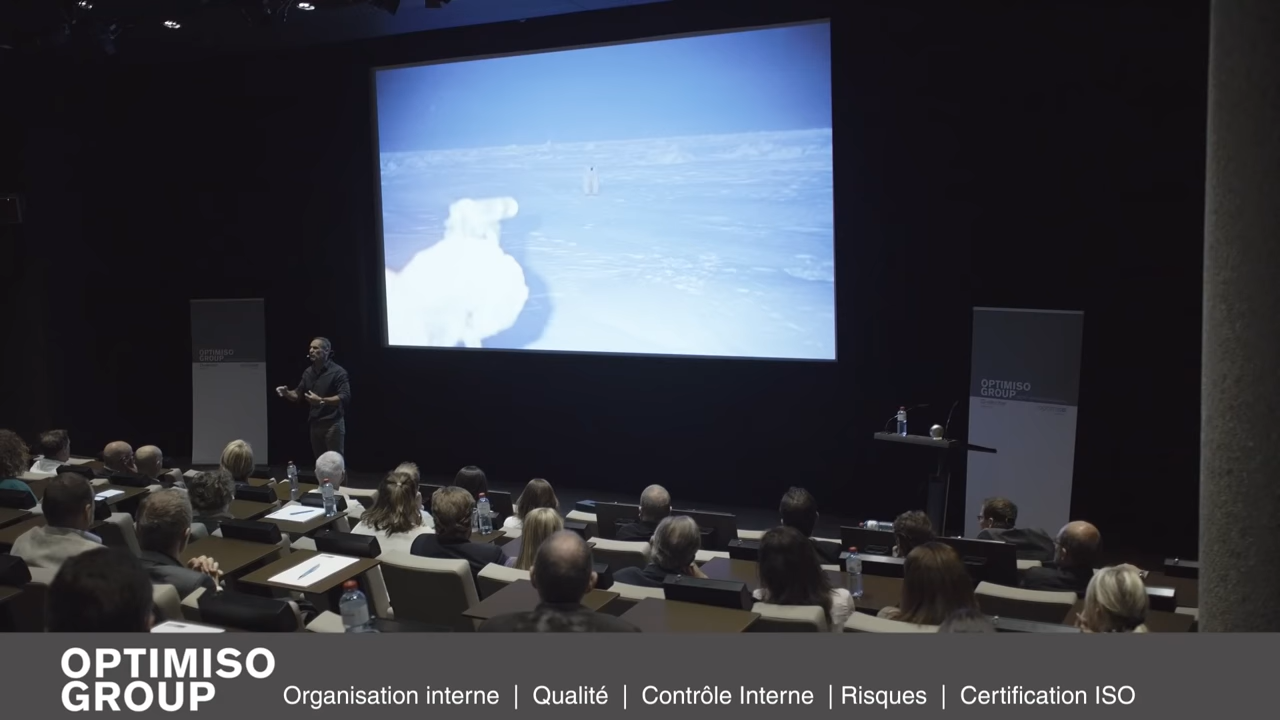 OPTIMISO
GROUP
OPTIMISO
GROUP
OPTIMISO
GROUP
Organisation interne | Qualité | Contrôle Interne | Risques | Certification ISO